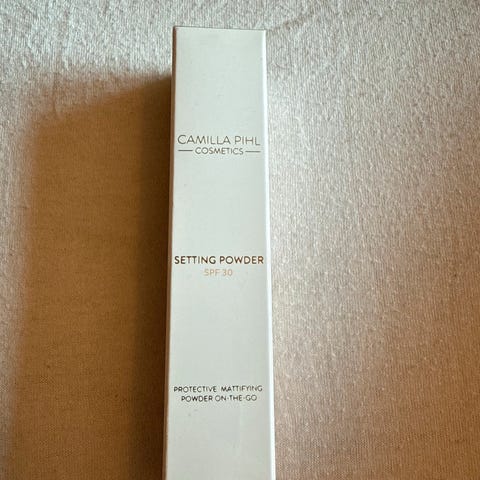 CAMILLA PIHL
COSMETICS
SETTING POWDER
SPF 30
PROTECTIVE MATTIFYING
POWDER ON-THE-GO